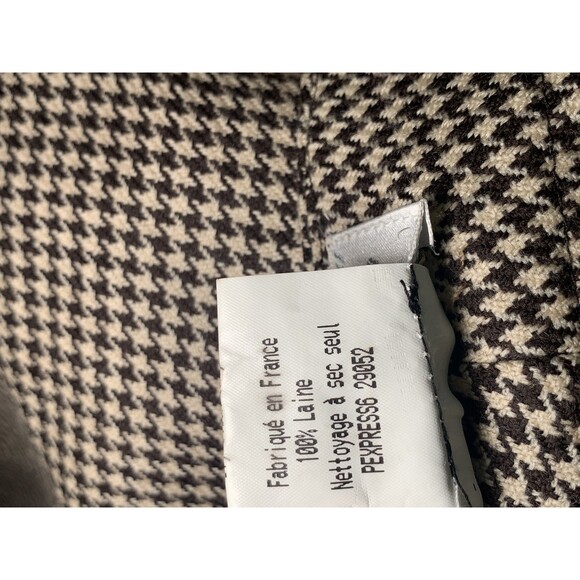 Fabriqué en France
100% Laine
Nettoyage à sec seul
PEXPRESS6 29052